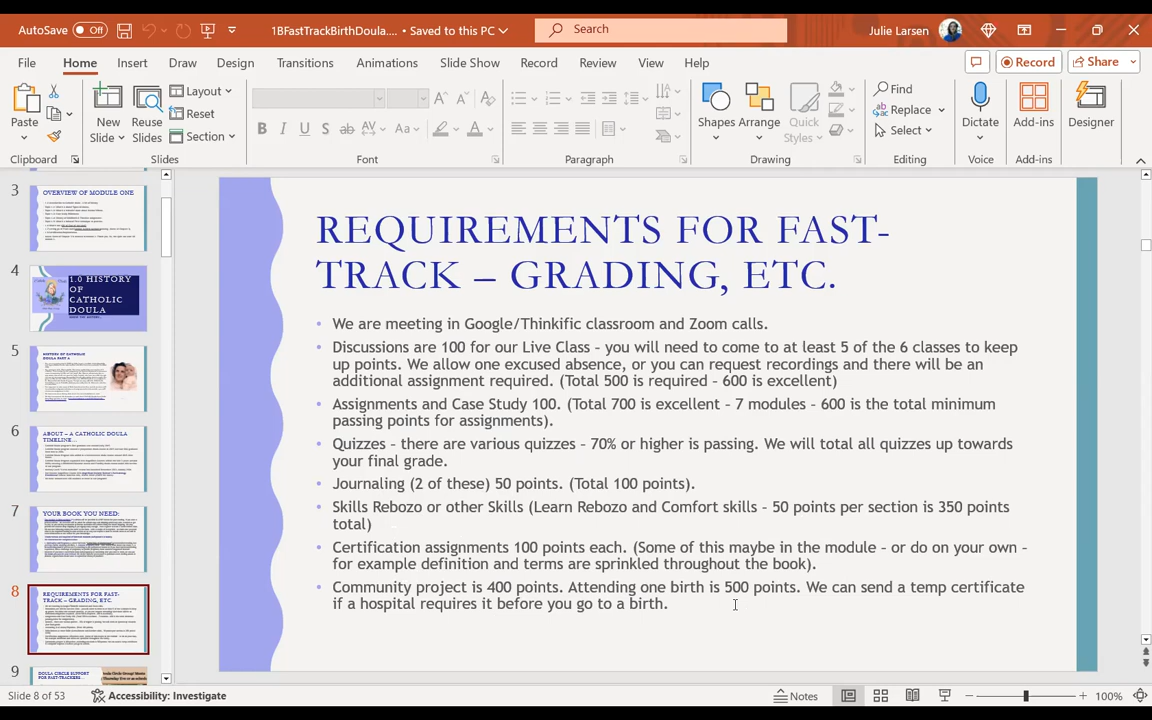 AutoSave Off 1BFastTrackBirthDoula.... • Saved to this PC Search Julie Larsen
File Home Insert Draw Design Transitions Animations Slide Show Record Review View Help Record Share
Paste New Slide Reuse Slides Layout Reset Section Shapes Arrange Quick Styles Find Replace Select Dictate Add-ins Designer
Clipboard Slides Font Paragraph Drawing Editing Voice Add-ins
3 OVERVIEW OF MODULE ONE
4 1.0 HISTORY OF CATHOLIC DOULA
5 HISTORY OF CATHOLIC DOULA PART A
6 ABOUT – A CATHOLIC DOULA TIMELINE...
7 YOUR BOOK YOU NEED:
8 REQUIREMENTS FOR FAST-TRACK – GRADING, ETC.
9 DOULA CIRCLE SUPPORT FOR FAST-TRACKERS...
REQUIREMENTS FOR FAST-
TRACK – GRADING, ETC.
• We are meeting in Google/Thinkific classroom and Zoom calls.
• Discussions are 100 for our Live Class - you will need to come to at least 5 of the 6 classes to keep
up points. We allow one excused absence, or you can request recordings and there will be an
additional assignment required. (Total 500 is required - 600 is excellent)
• Assignments and Case Study 100. (Total 700 is excellent - 7 modules - 600 is the total minimum
passing points for assignments).
• Quizzes - there are various quizzes - 70% or higher is passing. We will total all quizzes up towards
your final grade.
• Journaling (2 of these) 50 points. (Total 100 points).
• Skills Rebozo or other Skills (Learn Rebozo and Comfort skills - 50 points per section is 350 points
total)
• Certification assignments 100 points each. (Some of this maybe in the module - or do on your own -
for example definition and terms are sprinkled throughout the book).
• Community project is 400 points. Attending one birth is 500 points. We can send a temp certificate
if a hospital requires it before you go to a birth.
Slide 8 of 53 Accessibility: Investigate Notes 100%